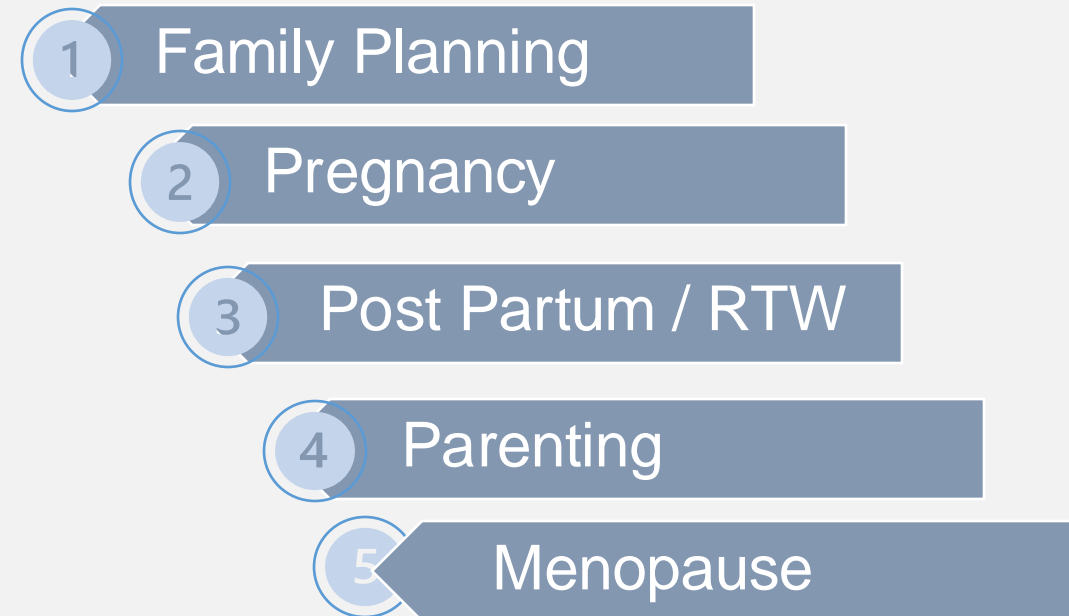 1 Family Planning
2 Pregnancy
3 Post Partum / RTW
4 Parenting
5 Menopause